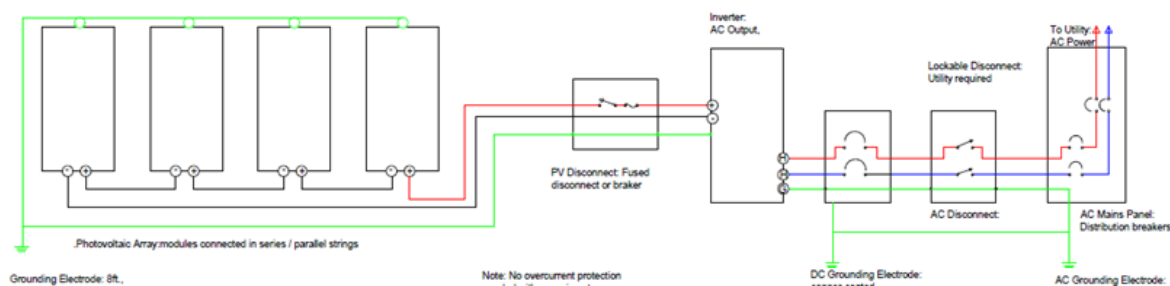 Inverter:
AC Output,
To Utility:
AC Power
Lockable Disconnect:
Utility required
+
-
H
H
G
- + - + - + - +
PV Disconnect: Fused
disconnect or braker
AC Disconnect:
AC Mains Panel:
Distribution breakers
.Photovoltaic Array:modules connected in series / parallel strings
Grounding Electrode: 8ft.,
Note: No overcurrent protection
DC Grounding Electrode:
AC Grounding Electrode: